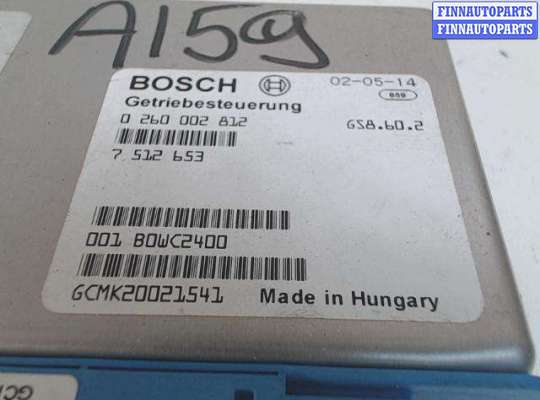 FINNAUTOPARTS
FINNAUTOPARTS
A159
BOSCH
02-05-14
Getriebesteuerung
0 260 002 812
GS8.60.2
7 512 653
001 B0WC2400
GCMK20021541
Made in Hungary